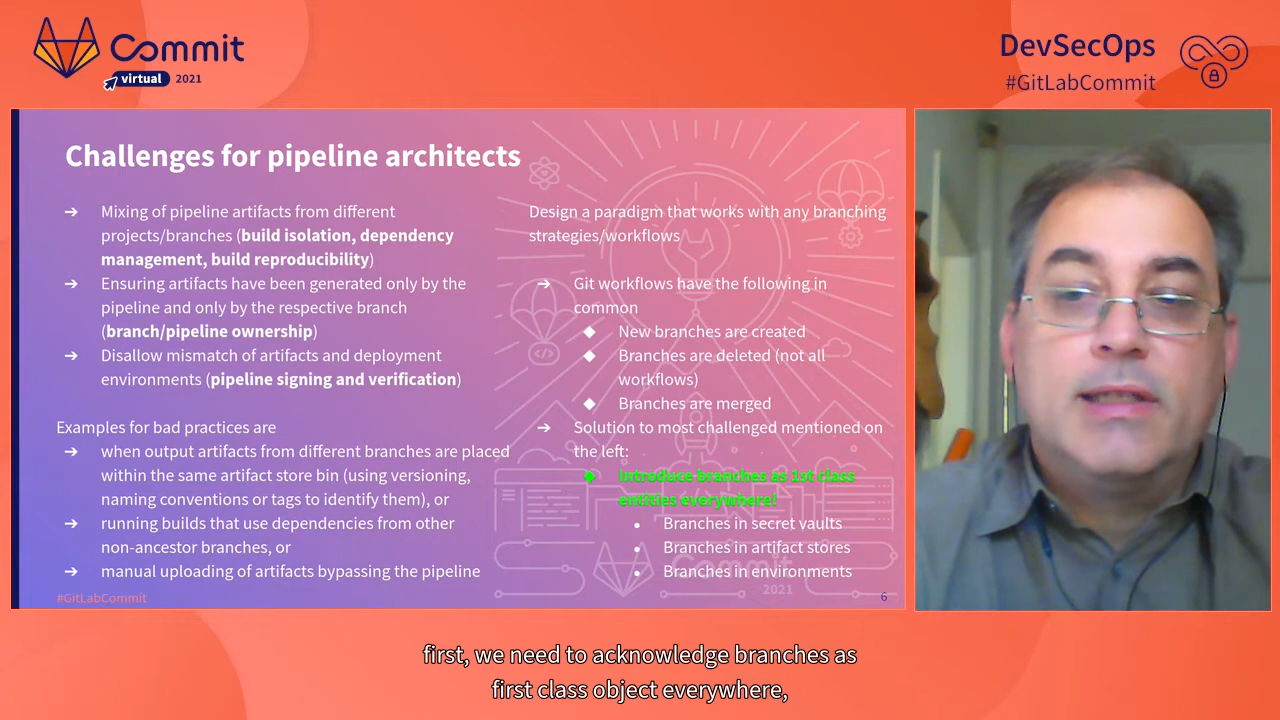 Commit
virtual 2021
DevSecOps
#GitLabCommit
Challenges for pipeline architects
➔ Mixing of pipeline artifacts from different
projects/branches (build isolation, dependency
management, build reproducibility)
➔ Ensuring artifacts have been generated only by the
pipeline and only by the respective branch
(branch/pipeline ownership)
➔ Disallow mismatch of artifacts and deployment
environments (pipeline signing and verification)
Examples for bad practices are
➔ when output artifacts from different branches are placed
within the same artifact store bin (using versioning,
naming conventions or tags to identify them), or
➔ running builds that use dependencies from other
non-ancestor branches, or
➔ manual uploading of artifacts bypassing the pipeline
Design a paradigm that works with any branching
strategies/workflows
➔ Git workflows have the following in
common
◆ New branches are created
◆ Branches are deleted (not all
workflows)
◆ Branches are merged
➔ Solution to most challenged mentioned on
the left:
◆ Introduce branches as 1st class
entities everywhere!
● Branches in secret vaults
● Branches in artifact stores
● Branches in environments
Commit
2021
#GitLabCommit
6
first, we need to acknowledge branches as
first class object everywhere,